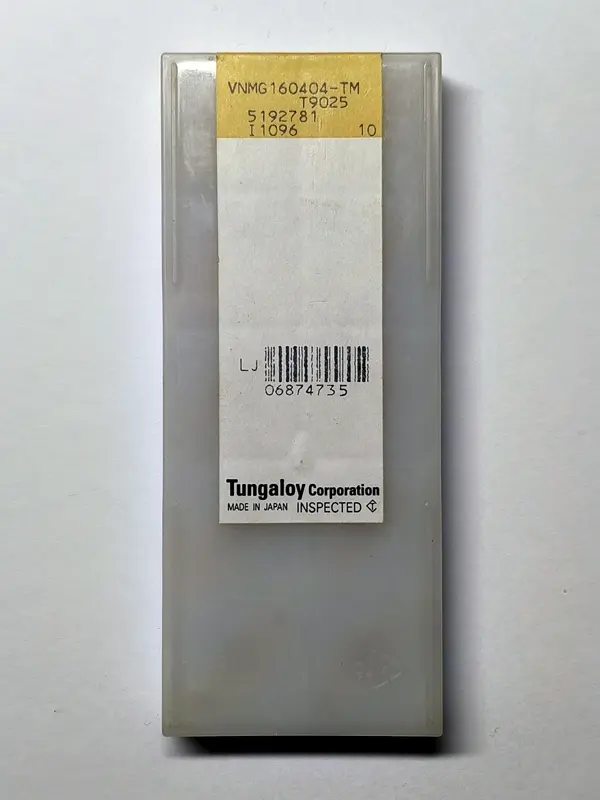 VNMG160404-TM
T9025
5192781
I1096 10
LJ
06874735
Tungaloy Corporation
MADE IN JAPAN INSPECTED